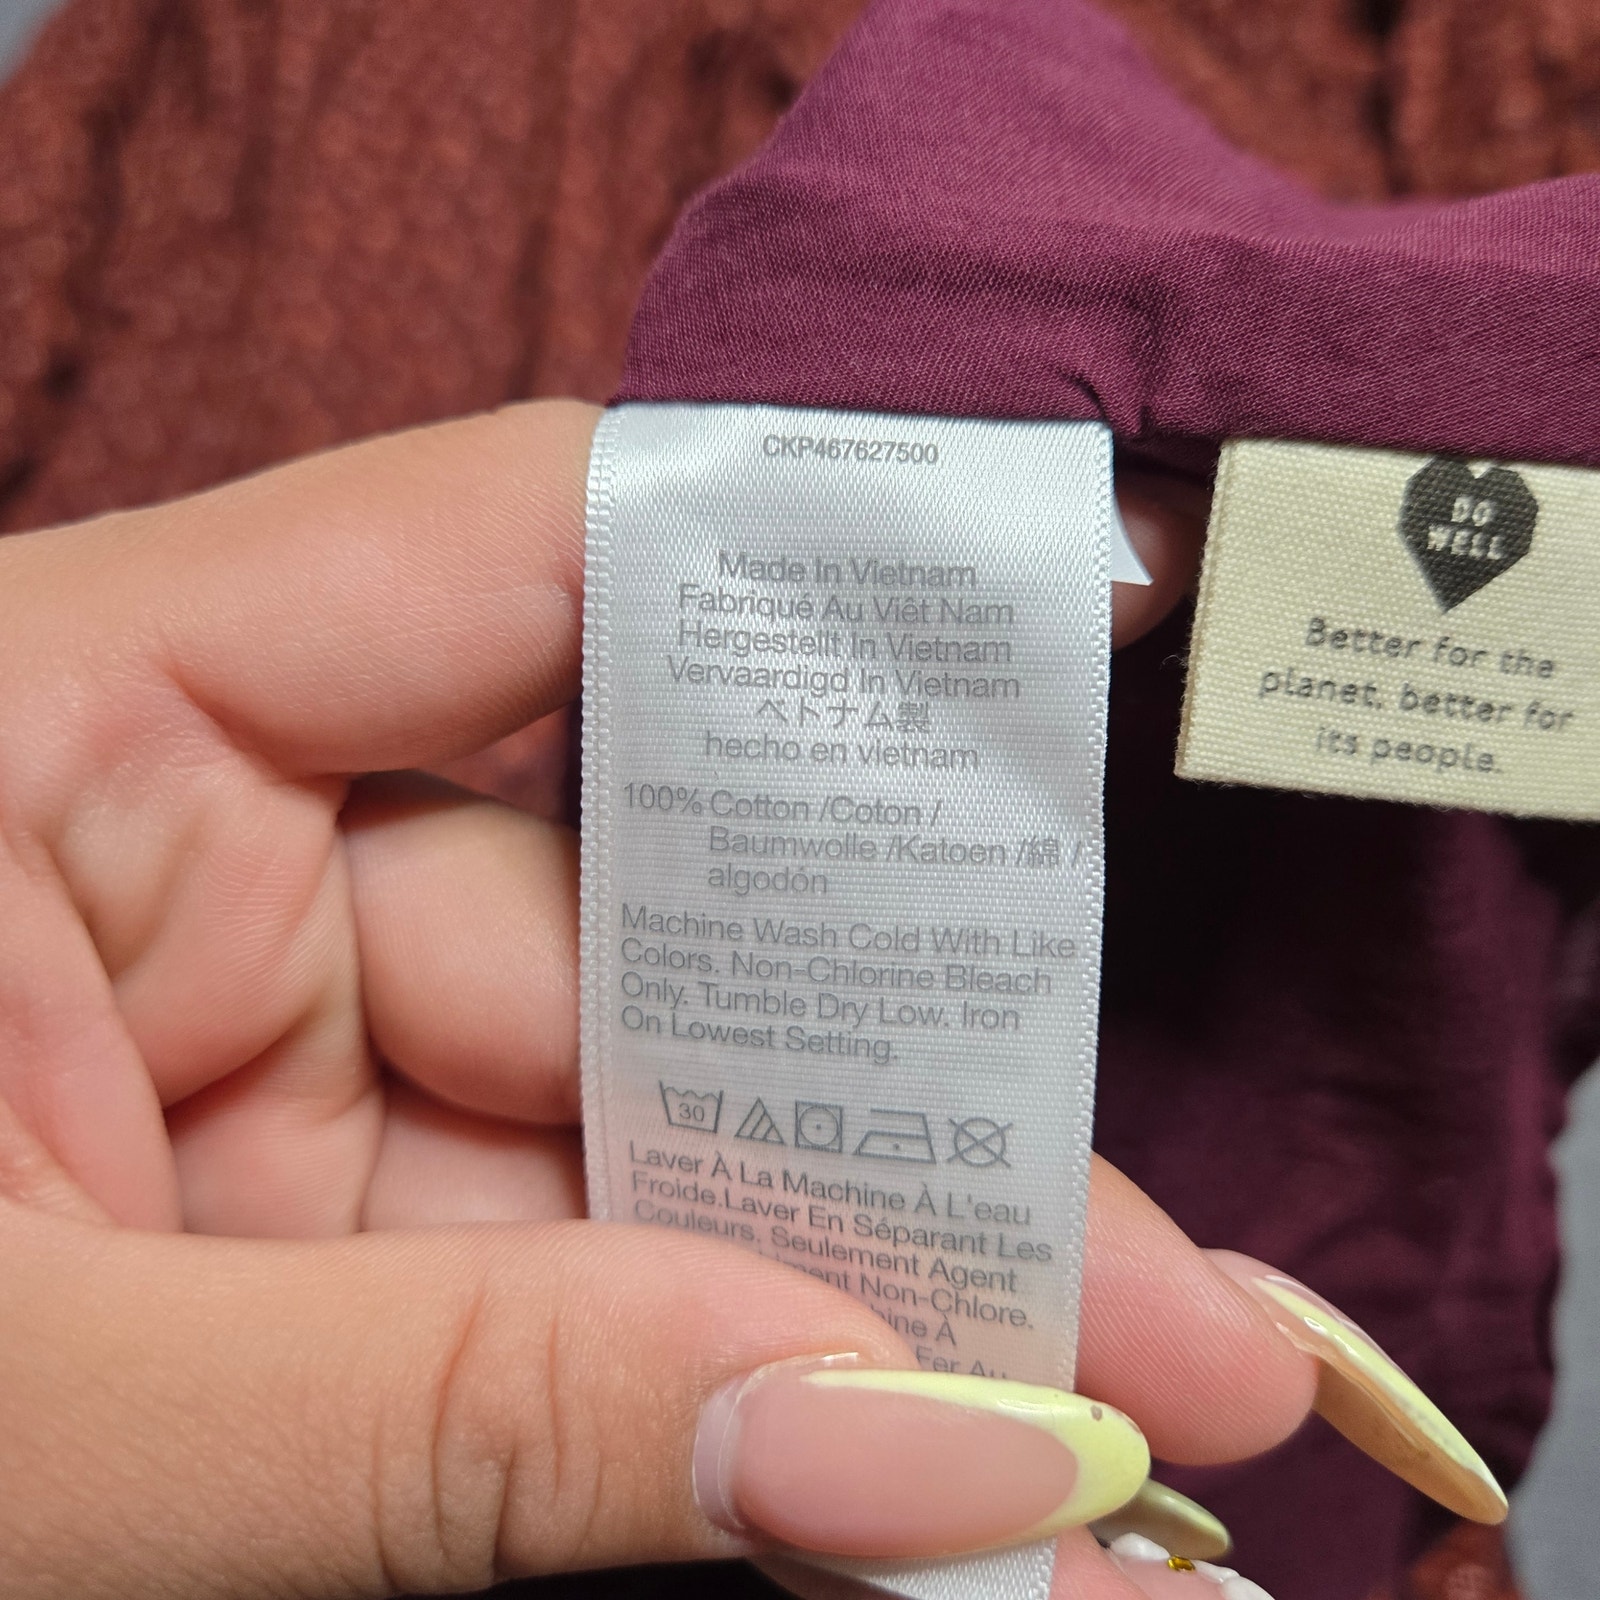 CKP467627500
Made In Vietnam
Fabriqué Au Viêt Nam
Hergestellt In Vietnam
Vervaardigd In Vietnam
ベトナム製
hecho en vietnam
100% Cotton /Coton /
Baumwolle /Katoen /綿 /
algodón
Machine Wash Cold With Like
Colors. Non-Chlorine Bleach
Only. Tumble Dry Low. Iron
On Lowest Setting.
30
Laver À La Machine À L'eau
Froide.Laver En Séparant Les
Couleurs. Seulement Agent
Non-Chlore.
À
Fer Au
DO
WELL
Better for the
planet. better for
its people.